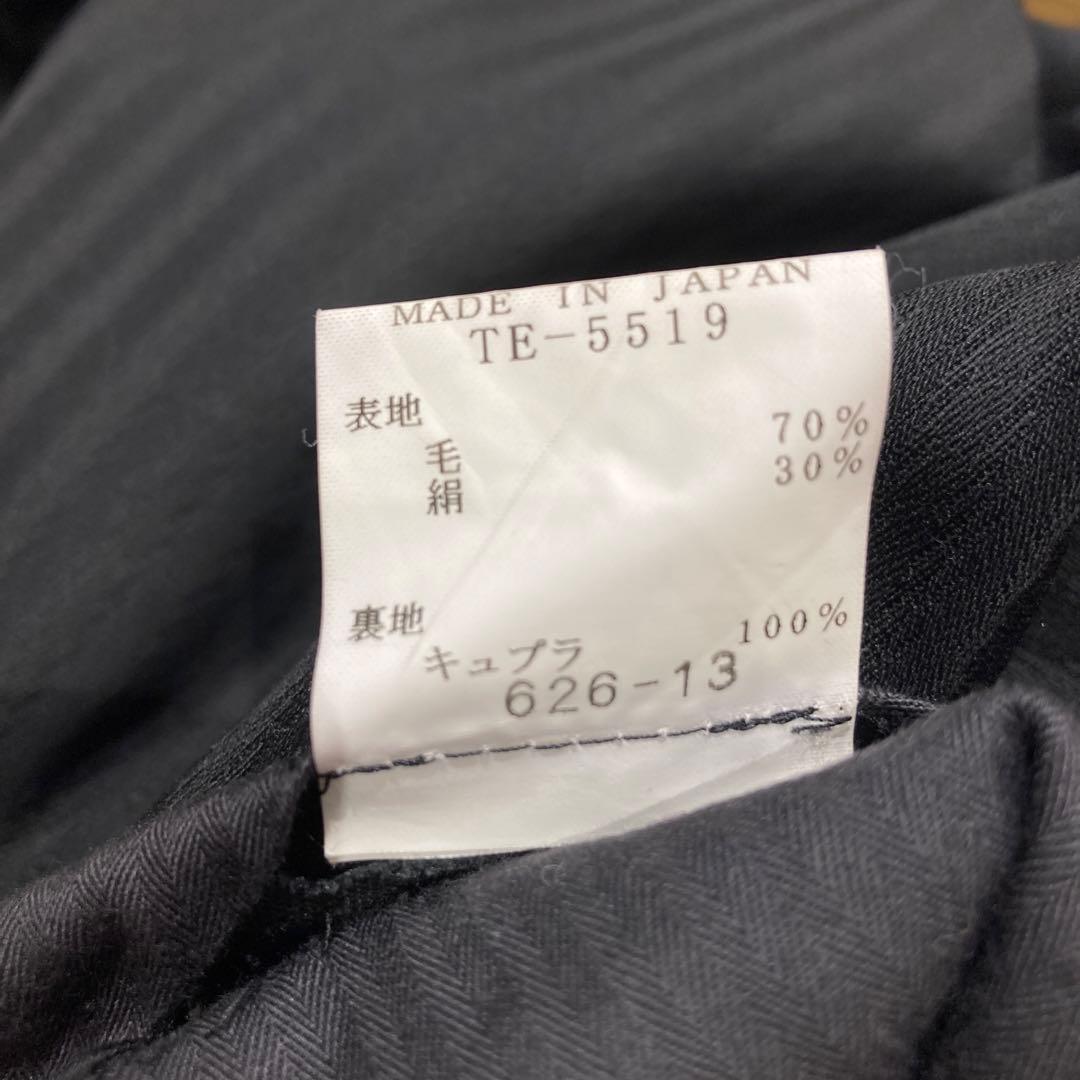 MADE IN JAPAN
TE-5519
表地
毛 70%
絹 30%
裏地
キュプラ 100%
626-13